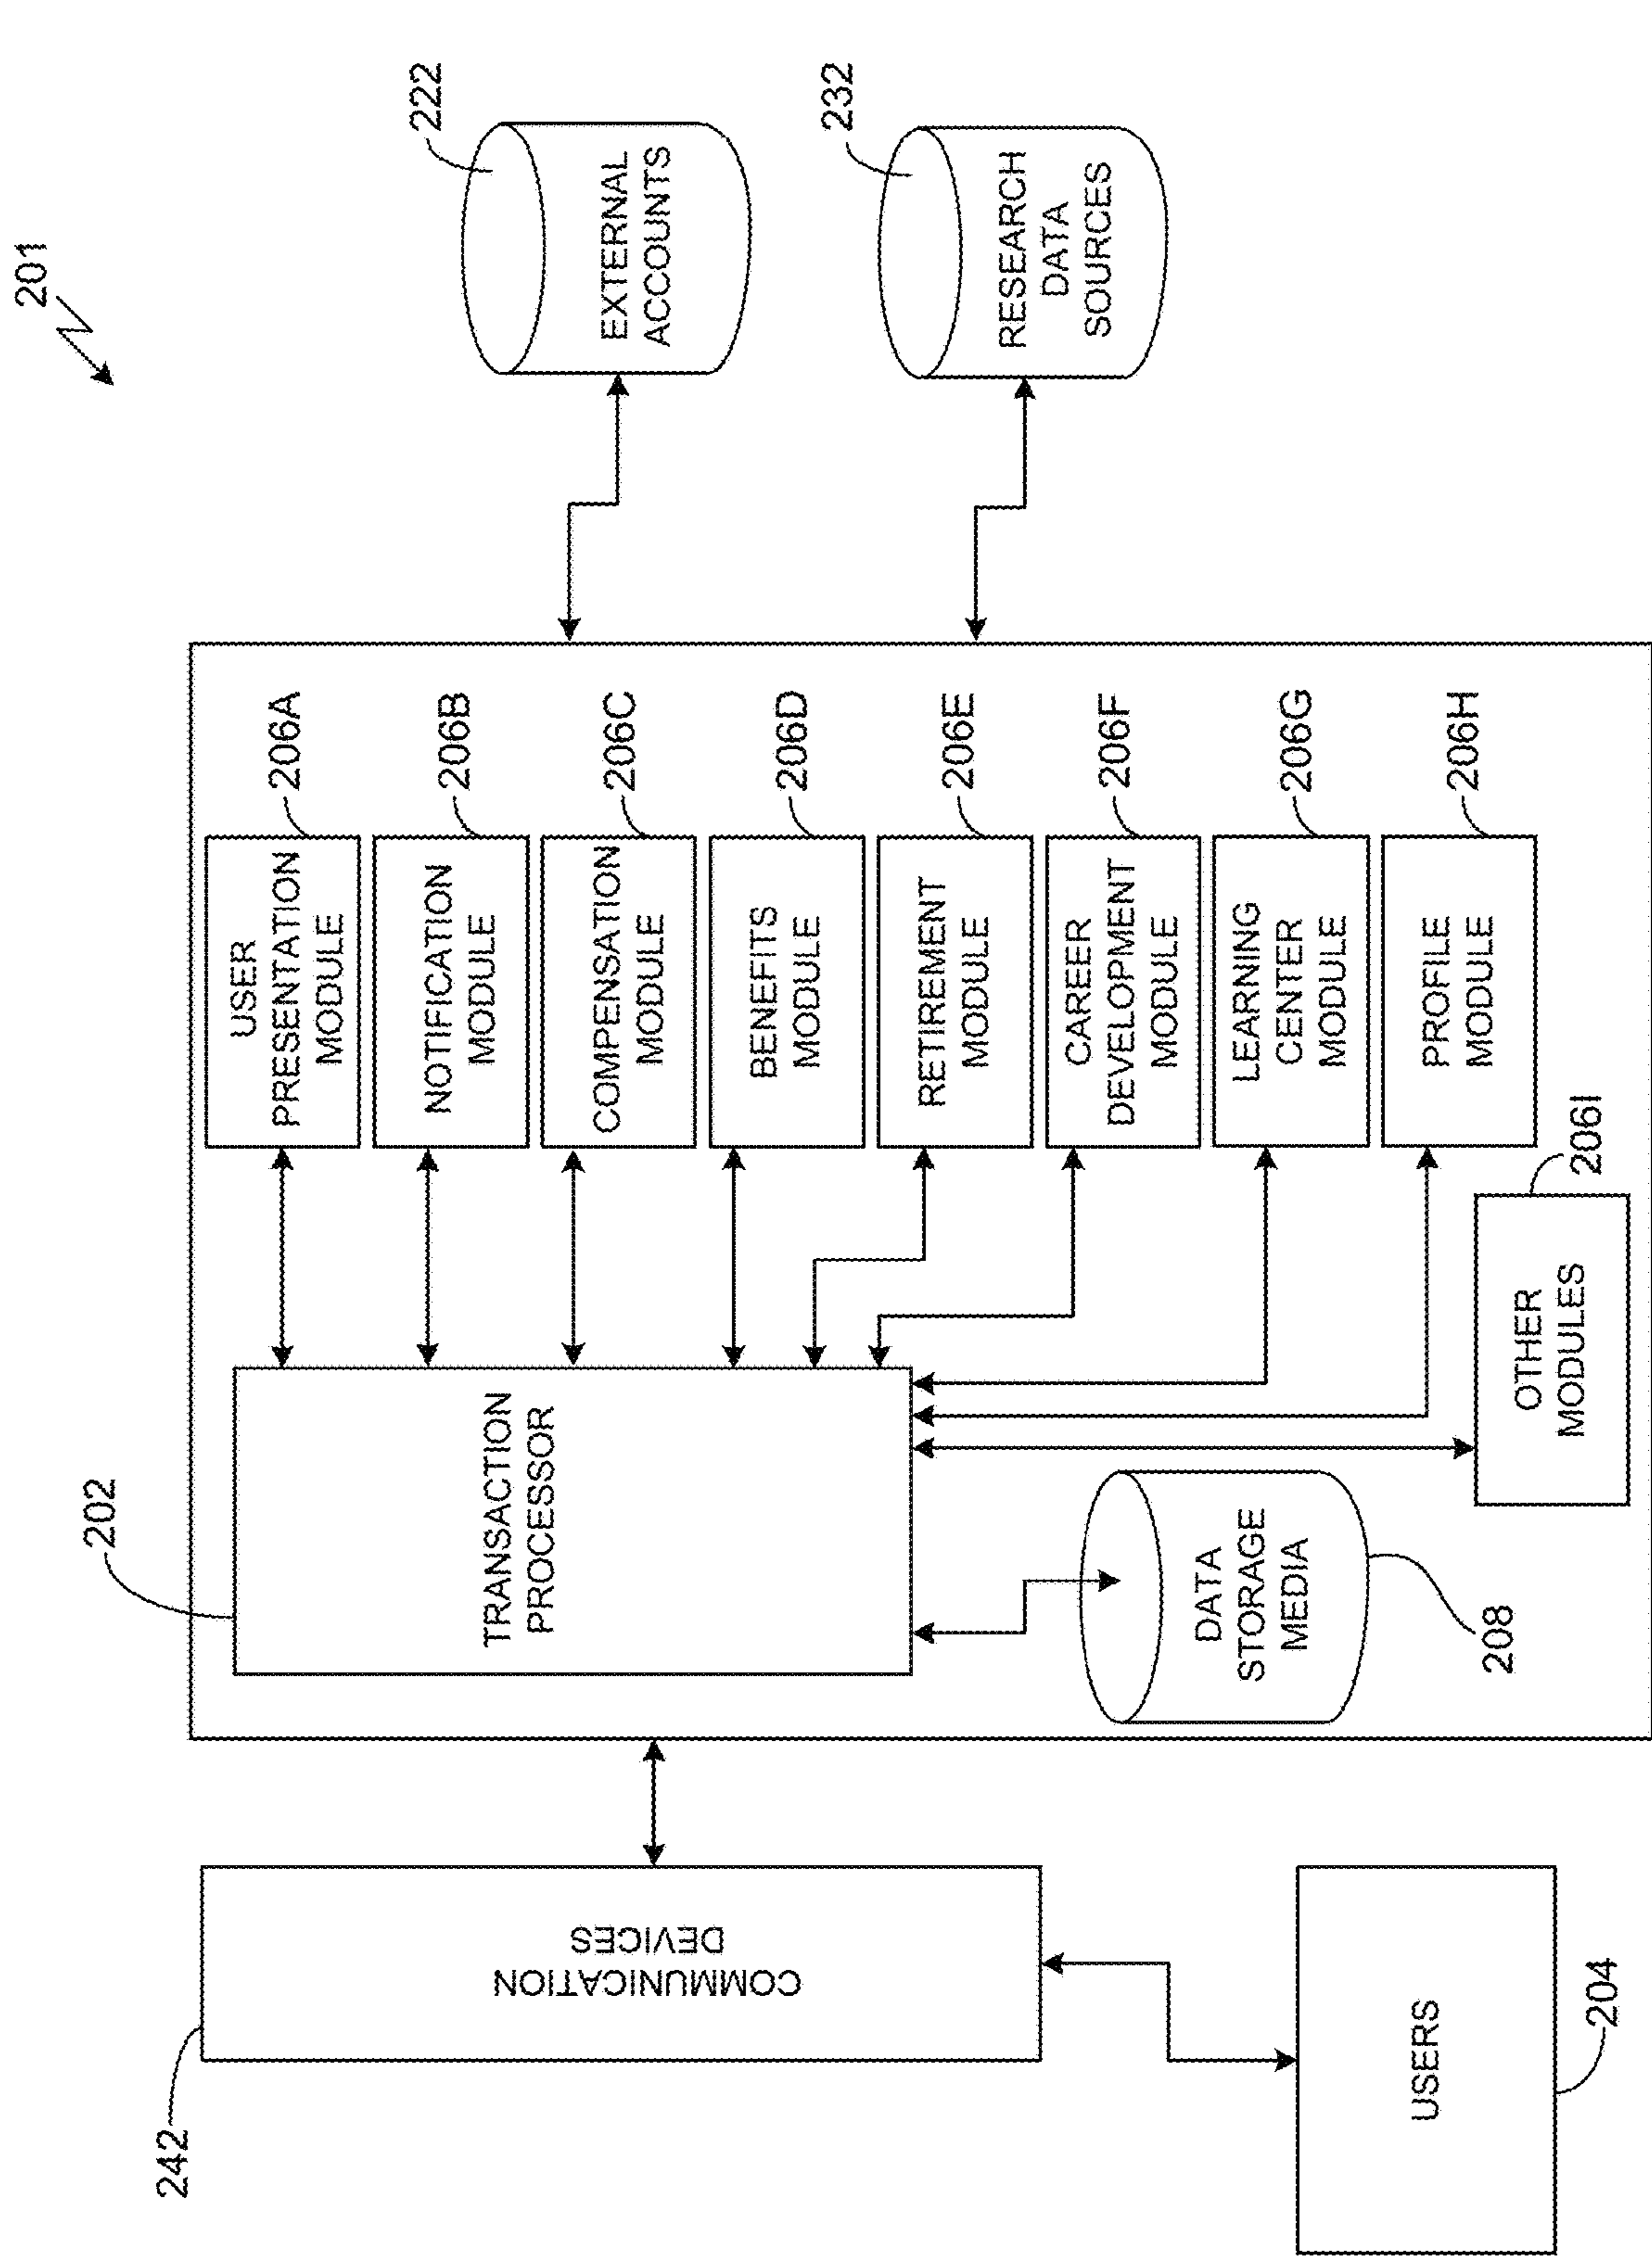 201
222
EXTERNAL
ACCOUNTS
232
RESEARCH
DATA
SOURCES
USER
PRESENTATION
MODULE
206A
NOTIFICATION
MODULE
206B
COMPENSATION
MODULE
206C
BENEFITS
MODULE
206D
RETIREMENT
MODULE
206E
CAREER
DEVELOPMENT
MODULE
206F
LEARNING
CENTER
MODULE
206G
PROFILE
MODULE
206H
OTHER
MODULES
206I
202
TRANSACTION
PROCESSOR
DATA
STORAGE
MEDIA
208
242
COMMUNICATION
DEVICES
USERS
204